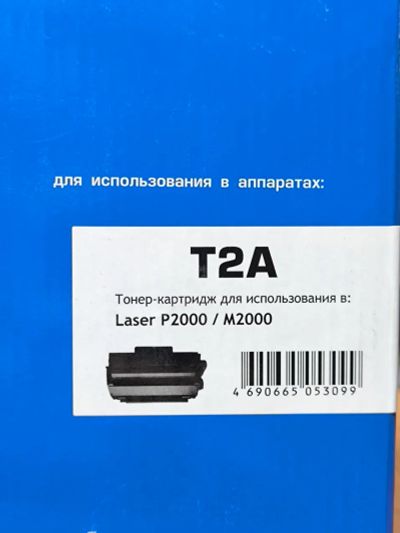 для использования в аппаратах:
T2A
Тонер-картридж для использования в:
Laser P2000 / M2000
4 690665 053099